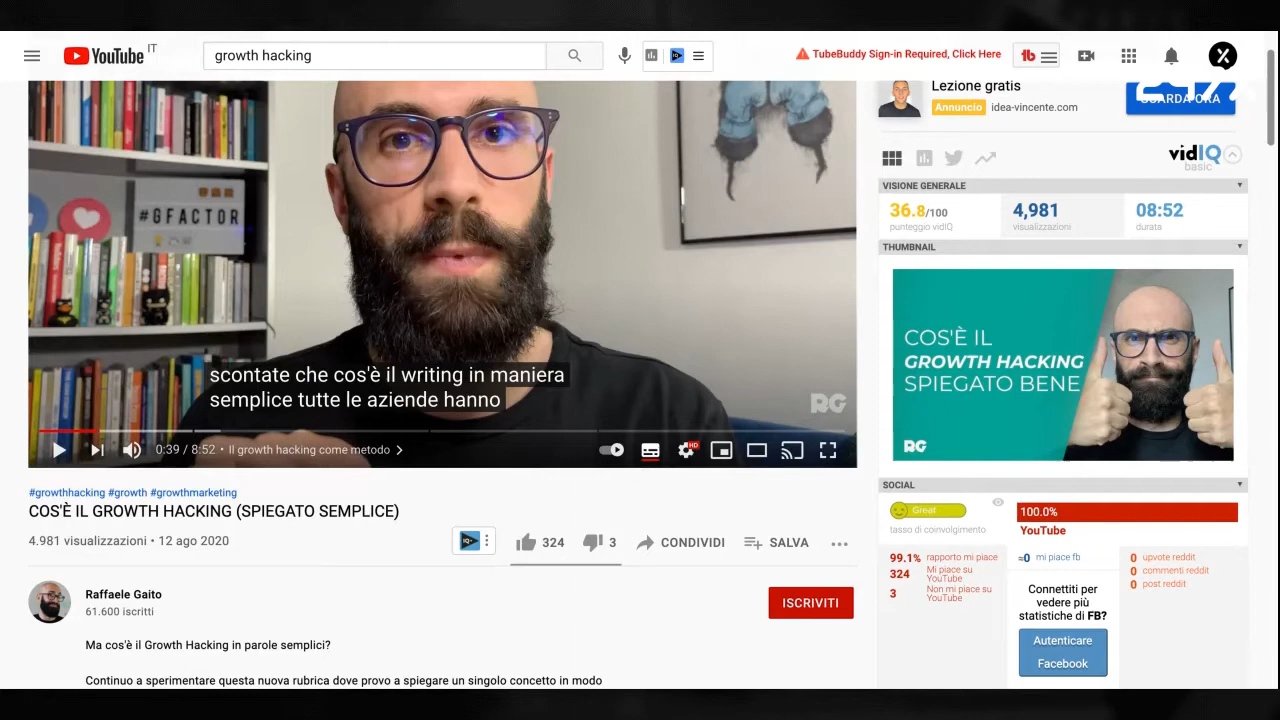 YouTube IT
growth hacking
TubeBuddy Sign-in Required, Click Here
tb
#GFACTOR
scontate che cos'è il writing in maniera
semplice tutte le aziende hanno
RG
0:39 / 8:52 • Il growth hacking come metodo
HD
#growthhacking #growth #growthmarketing
COS'È IL GROWTH HACKING (SPIEGATO SEMPLICE)
4.981 visualizzazioni • 12 ago 2020
IQ
324
3
CONDIVIDI
SALVA
Raffaele Gaito
61.600 iscritti
ISCRIVITI
Ma cos'è il Growth Hacking in parole semplici?
Continuo a sperimentare questa nuova rubrica dove provo a spiegare un singolo concetto in modo
Lezione gratis
Annuncio idea-vincente.com
GUARDA ORA
vidIQ
basic
VISIONE GENERALE
36.8/100
punteggio vidIQ
4,981
visualizzazioni
08:52
durata
THUMBNAIL
COS'È IL
GROWTH HACKING
SPIEGATO BENE
RG
SOCIAL
Great
tasso di coinvolgimento
100.0%
YouTube
99.1% rapporto mi piace
324 Mi piace su
YouTube
3 Non mi piace su
YouTube
≈0 mi piace fb
Connettiti per
vedere più
statistiche di FB?
Autenticare
Facebook
0 upvote reddit
0 commenti reddit
0 post reddit